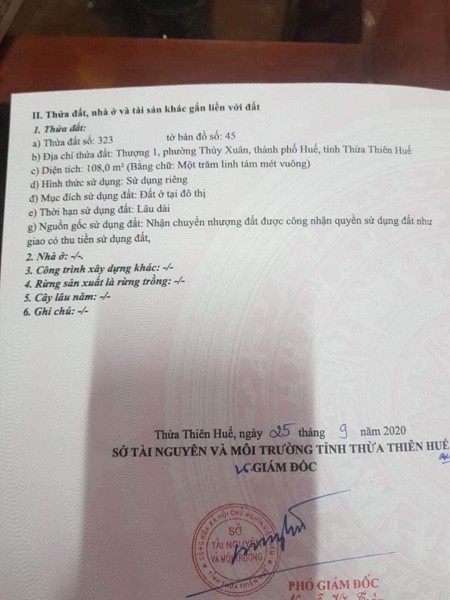 II. Thửa đất, nhà ở và tài sản khác gắn liền với đất
1. Thửa đất:
a) Thửa đất số: 323 tờ bản đồ số: 45
b) Địa chỉ thửa đất: Thượng 1, phường Thủy Xuân, thành phố Huế, tỉnh Thừa Thiên Huế
c) Diện tích: 108,0 m² (Bằng chữ: Một trăm linh tám mét vuông)
d) Hình thức sử dụng: Sử dụng riêng
đ) Mục đích sử dụng đất: Đất ở tại đô thị
e) Thời hạn sử dụng đất: Lâu dài
g) Nguồn gốc sử dụng đất: Nhận chuyển nhượng đất được công nhận quyền sử dụng đất như
giao có thu tiền sử dụng đất,
2. Nhà ở: -/-
3. Công trình xây dựng khác: -/-
4. Rừng sản xuất là rừng trồng: -/-
5. Cây lâu năm: -/-
6. Ghi chú: -/-
Thừa Thiên Huế, ngày 25 tháng 9 năm 2020
SỞ TÀI NGUYÊN VÀ MÔI TRƯỜNG TỈNH THỪA THIÊN HUẾ
GIÁM ĐỐC
SỞ
TÀI NGUYÊN
VÀ MÔI TRƯỜNG
TỈNH THỪA THIÊN HUẾ
PHÓ GIÁM ĐỐC